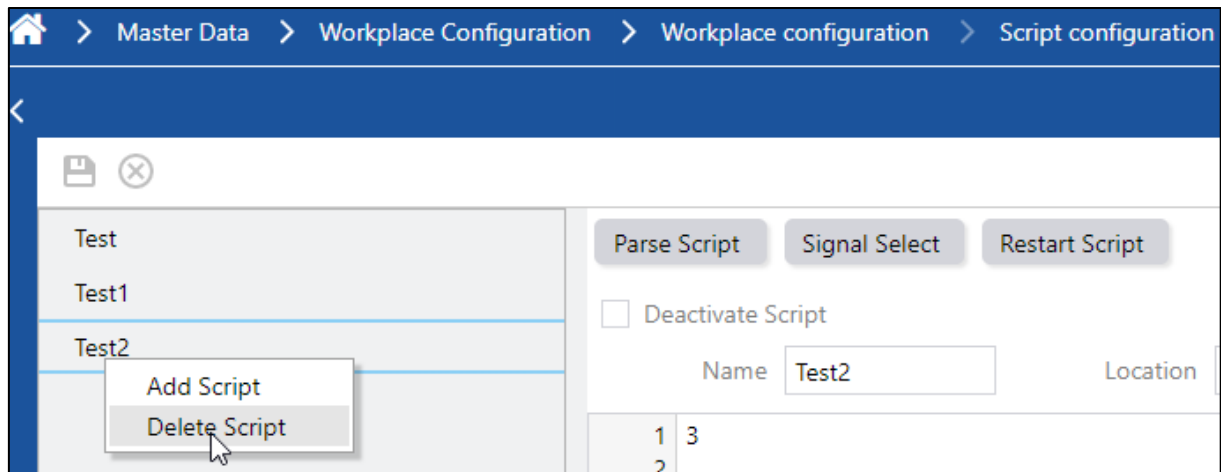 Master Data > Workplace Configuration > Workplace configuration > Script configuration
Test
Test1
Test2
Add Script
Delete Script
Parse Script Signal Select Restart Script
Deactivate Script
Name Test2 Location
1 3
2